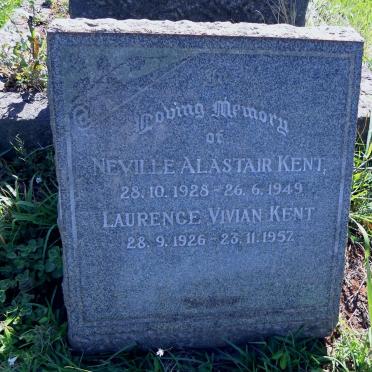 Loving Memory
of
NEVILLE ALASTAIR KENT,
28. 10. 1928 - 26. 6. 1949
LAURENCE VIVIAN KENT
28. 9. 1926 - 23. 11. 1957.